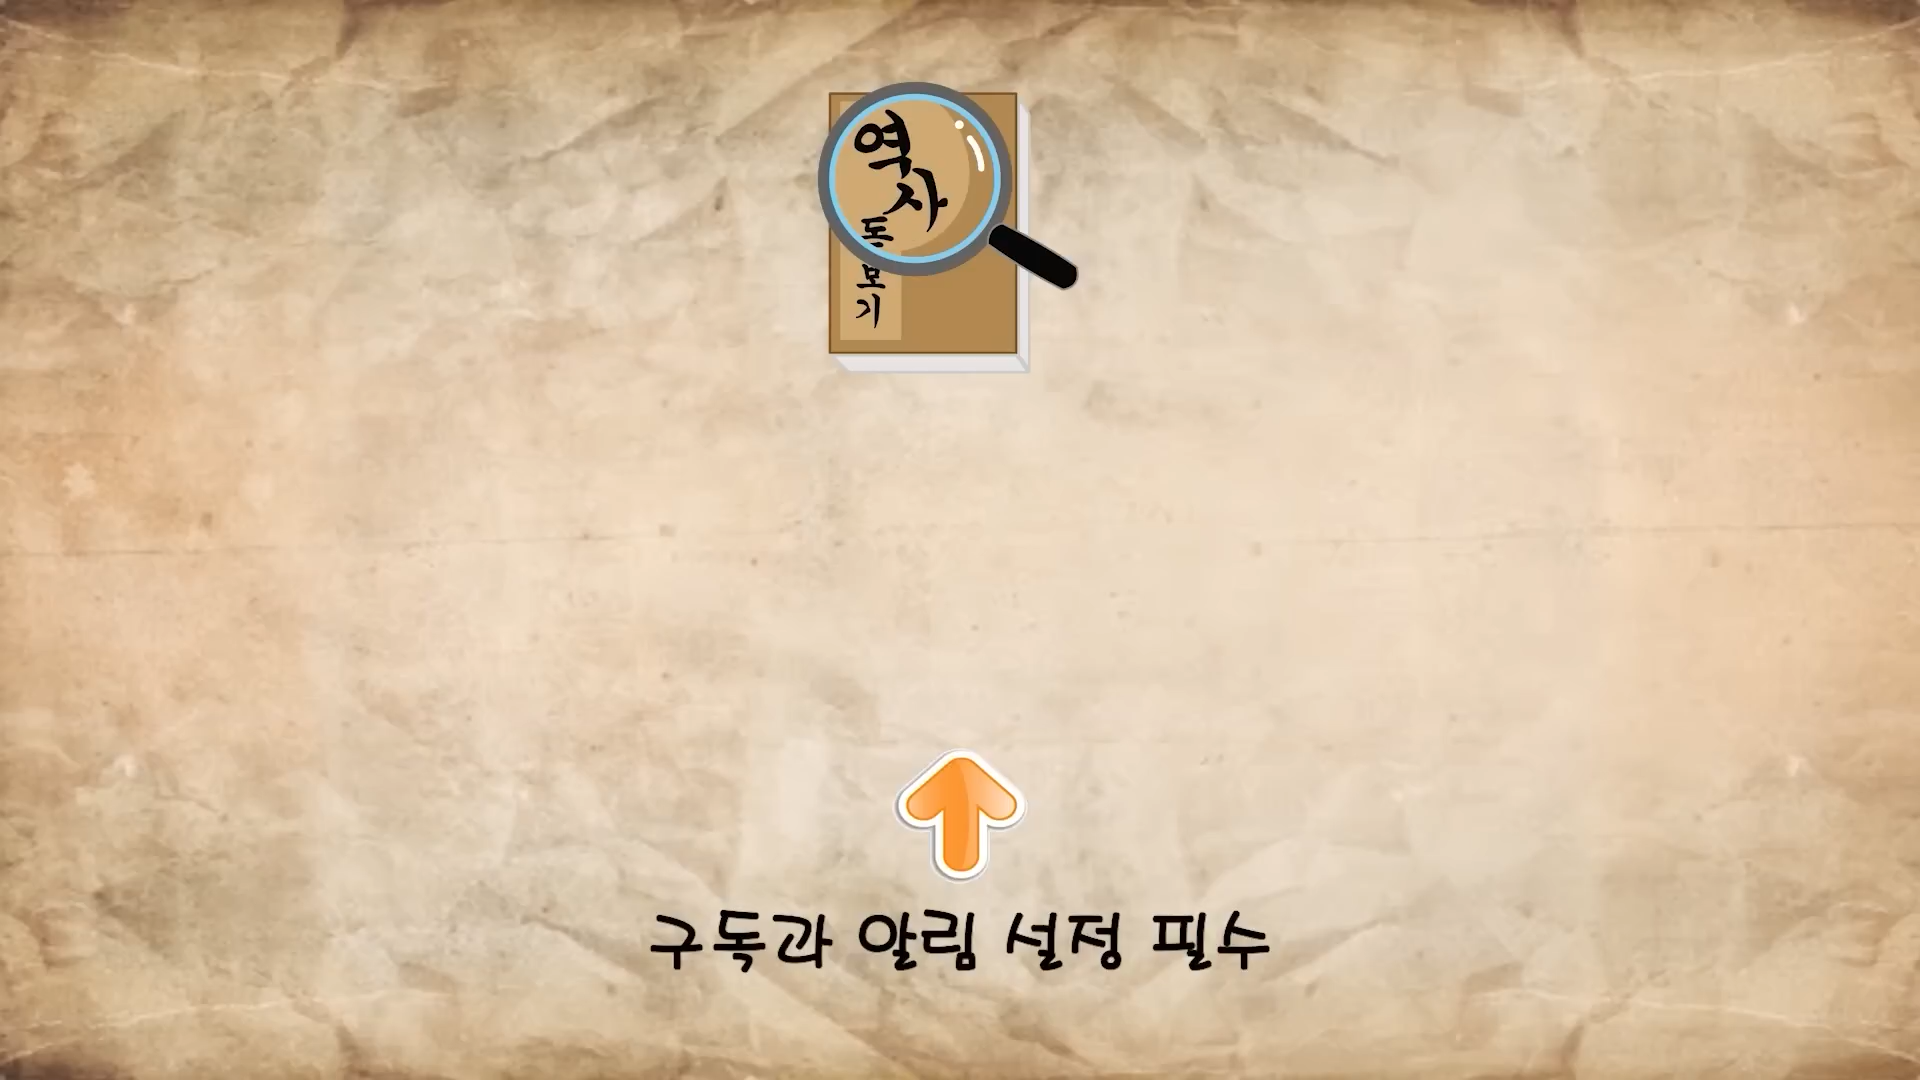 역사
돋보기
구독과 알림 설정 필수